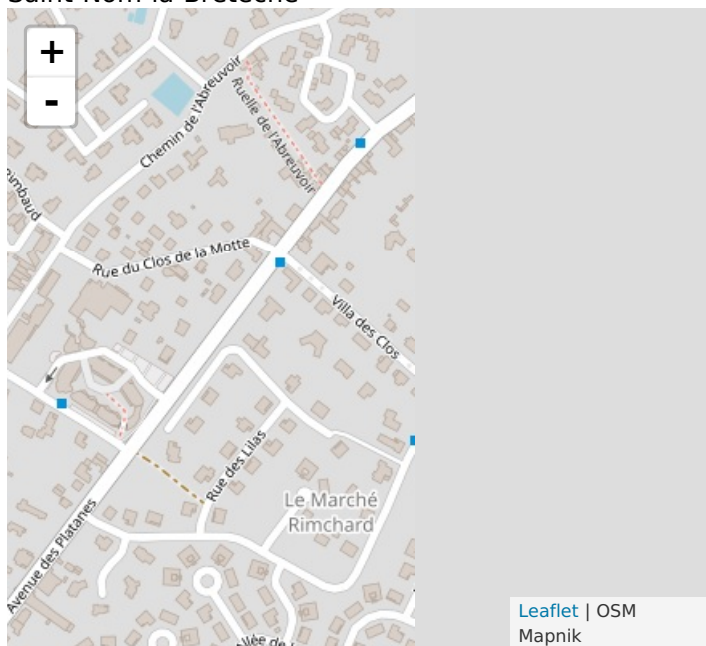 Saint-Nom-la-Bretèche
+
-
Chemin de l'Abreuvoir
Ruelle de l'Abreuvoir
Rimbaud
Rue du Clos de la Motte
Villa des Clos
Rue des Lilas
Le Marché
Rimchard
Avenue des Platanes
Leaflet | OSM
Mapnik